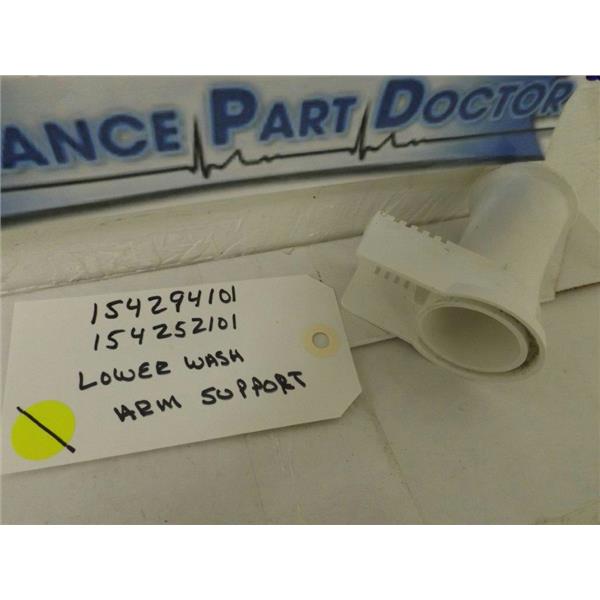 ANCE PART DOCTOR
154294101
154252101
LOWER WASH
ARM SUPPORT